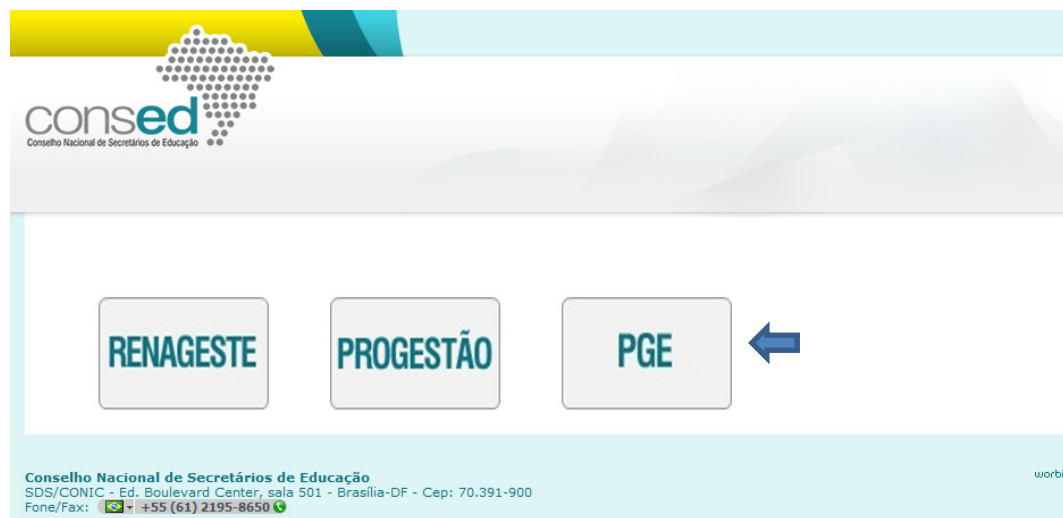 consed
Conselho Nacional de Secretários de Educação
RENAGESTE
PROGESTÃO
PGE
Conselho Nacional de Secretários de Educação
SDS/CONIC - Ed. Boulevard Center, sala 501 - Brasília-DF - Cep: 70.391-900
Fone/Fax: +55 (61) 2195-8650